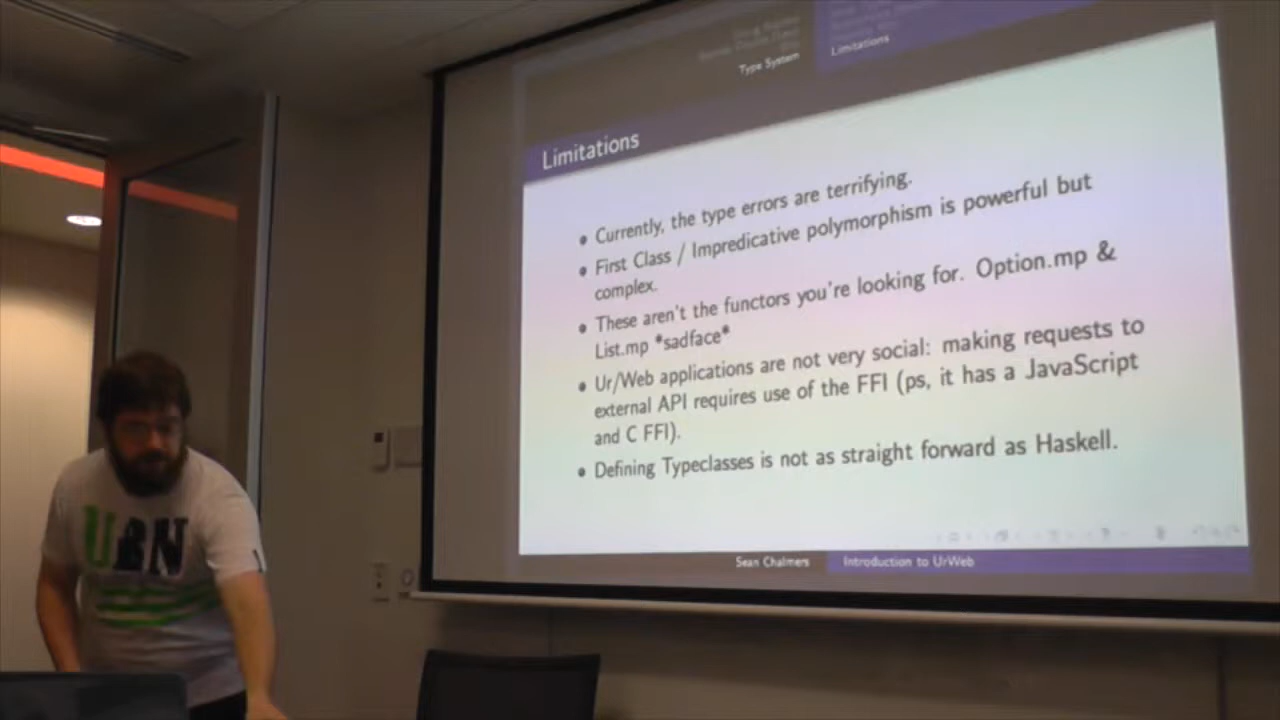 Type System
Limitations
Limitations
Currently, the type errors are terrifying.
First Class / Impredicative polymorphism is powerful but
complex.
These aren't the functors you're looking for. Option.mp &
List.mp *sadface*
Ur/Web applications are not very social: making requests to
external API requires use of the FFI (ps, it has a JavaScript
and C FFI).
Defining Typeclasses is not as straight forward as Haskell.
Sean Chalmers
Introduction to UrWeb
URN